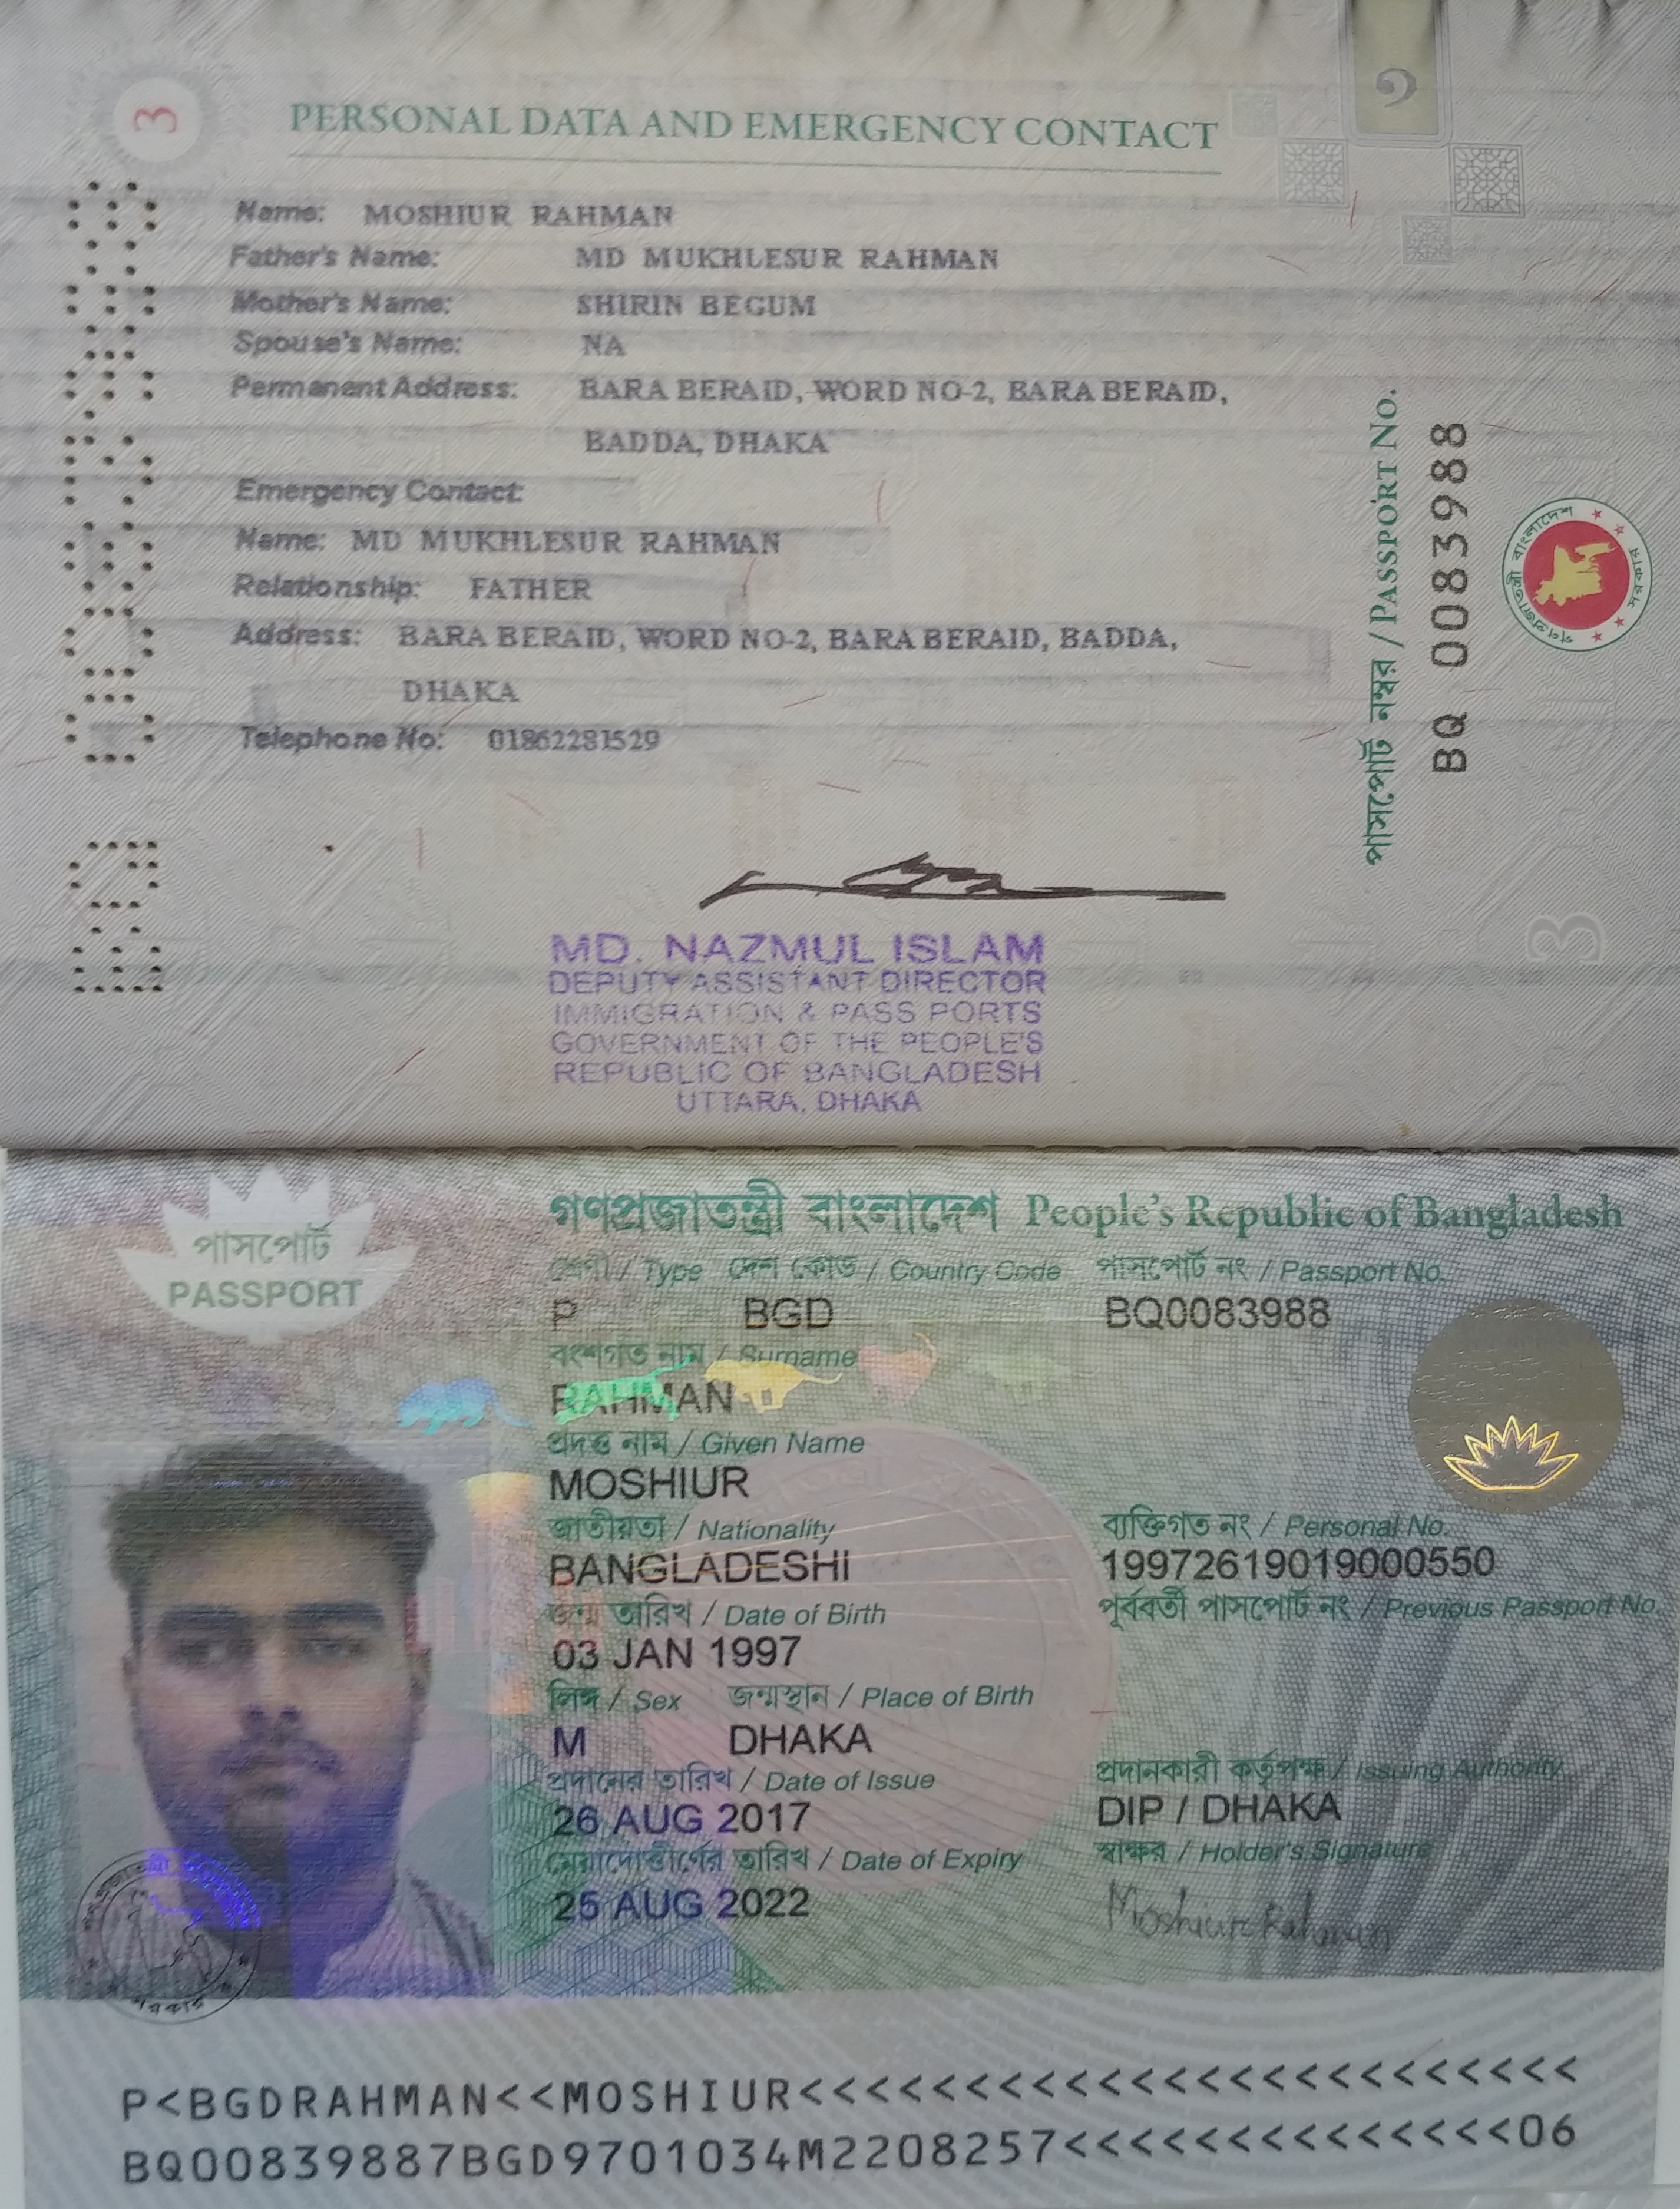 3
১
PERSONAL DATA AND EMERGENCY CONTACT
Name: MOSHIUR RAHMAN
Father's Name: MD MUKHLESUR RAHMAN
Mother's Name: SHIRIN BEGUM
Spouse's Name: NA
Permanent Address: BARA BERAID, WORD NO-2, BARA BERAID,
BADDA, DHAKA
Emergency Contact:
Name: MD MUKHLESUR RAHMAN
Relationship: FATHER
Address: BARA BERAID, WORD NO-2, BARA BERAID, BADDA,
DHAKA
Telephone No: 01862281529
পাসপোর্ট নম্বর / PASSPORT NO.
BQ 0083988
গণপ্রজাতন্ত্রী বাংলাদেশ সরকার
3
MD. NAZMUL ISLAM
DEPUTY ASSISTANT DIRECTOR
IMMIGRATION & PASS PORTS
GOVERNMENT OF THE PEOPLE'S
REPUBLIC OF BANGLADESH
UTTARA, DHAKA
পাসপোর্ট
PASSPORT
গণপ্রজাতন্ত্রী বাংলাদেশ People's Republic of Bangladesh
শ্রেণী / Type দেশ কোড / Country Code পাসপোর্ট নং / Passport No.
P BGD BQ0083988
বংশগত নাম / Surname
RAHMAN
প্রদত্ত নাম / Given Name
MOSHIUR
জাতীয়তা / Nationality ব্যক্তিগত নং / Personal No.
BANGLADESHI 19972619019000550
জন্ম তারিখ / Date of Birth পূর্ববর্তী পাসপোর্ট নং / Previous Passport No.
03 JAN 1997
লিঙ্গ / Sex জন্মস্থান / Place of Birth
M DHAKA
প্রদানের তারিখ / Date of Issue প্রদানকারী কর্তৃপক্ষ / Issuing Authority
26 AUG 2017 DIP / DHAKA
মেয়াদোত্তীর্ণের তারিখ / Date of Expiry স্বাক্ষর / Holder's Signature
25 AUG 2022 Moshiur Rahman
সরকার
P<BGDRAHMAN<<MOSHIUR<<<<<<<<<<<<<<<<<<<<<<<<
BQ00839887BGD9701034M2208257<<<<<<<<<<<<<<06